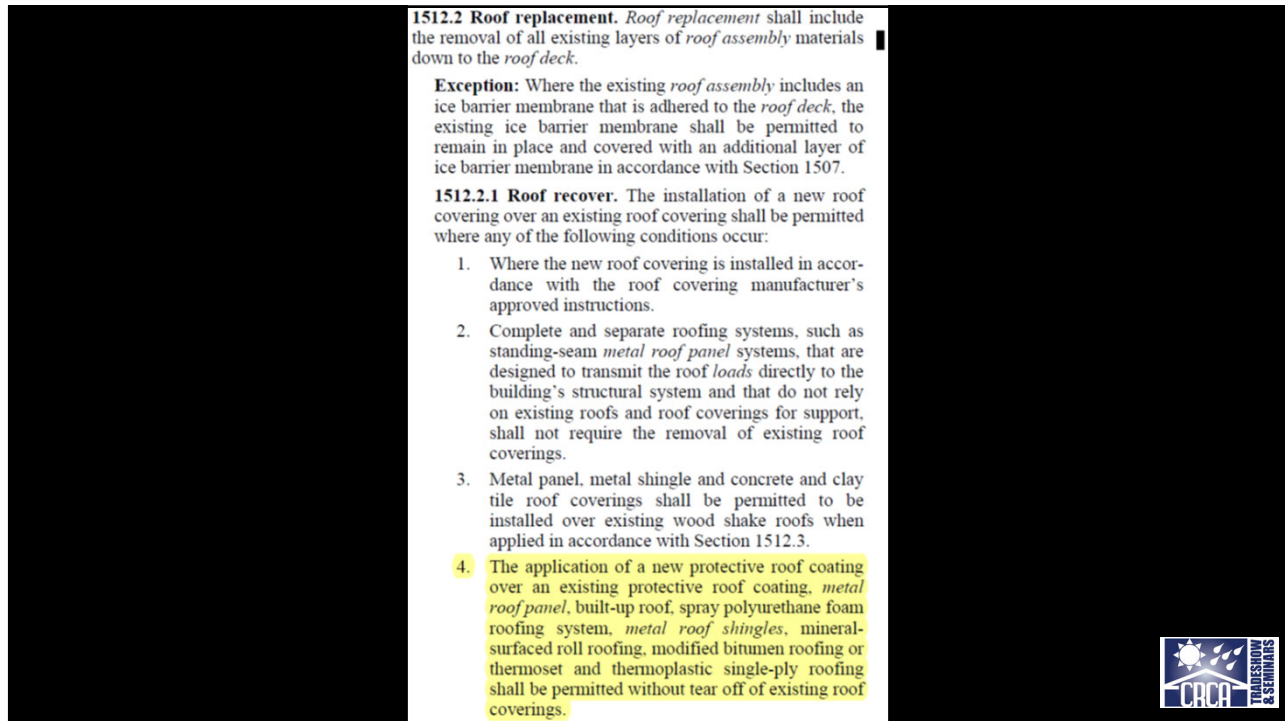 1512.2 Roof replacement. Roof replacement shall include
the removal of all existing layers of roof assembly materials
down to the roof deck.
Exception: Where the existing roof assembly includes an
ice barrier membrane that is adhered to the roof deck, the
existing ice barrier membrane shall be permitted to
remain in place and covered with an additional layer of
ice barrier membrane in accordance with Section 1507.
1512.2.1 Roof recover. The installation of a new roof
covering over an existing roof covering shall be permitted
where any of the following conditions occur:
1. Where the new roof covering is installed in accor-
dance with the roof covering manufacturer's
approved instructions.
2. Complete and separate roofing systems, such as
standing-seam metal roof panel systems, that are
designed to transmit the roof loads directly to the
building's structural system and that do not rely
on existing roofs and roof coverings for support,
shall not require the removal of existing roof
coverings.
3. Metal panel, metal shingle and concrete and clay
tile roof coverings shall be permitted to be
installed over existing wood shake roofs when
applied in accordance with Section 1512.3.
4. The application of a new protective roof coating
over an existing protective roof coating, metal
roof panel, built-up roof, spray polyurethane foam
roofing system, metal roof shingles, mineral-
surfaced roll roofing, modified bitumen roofing or
thermoset and thermoplastic single-ply roofing
shall be permitted without tear off of existing roof
coverings.
CRCA
TRADESHOW
& SEMINARS